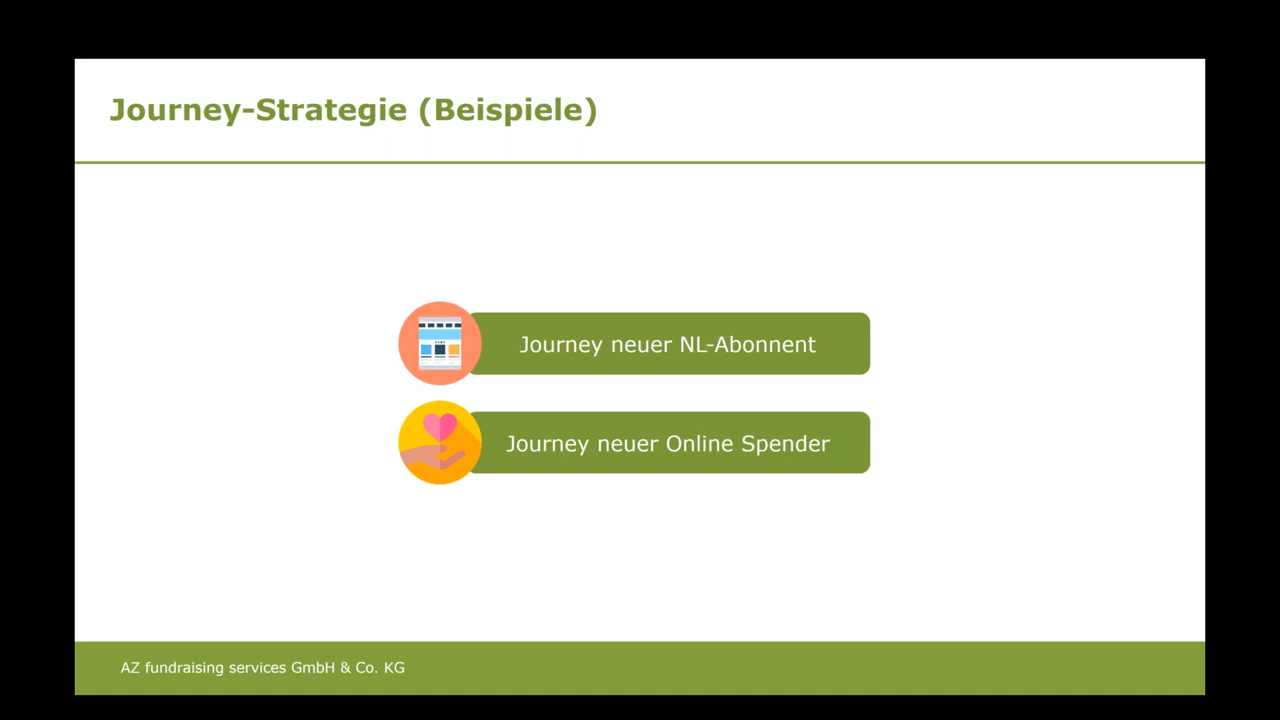 Journey-Strategie (Beispiele)
Journey neuer NL-Abonnent
Journey neuer Online Spender
AZ fundraising services GmbH & Co. KG